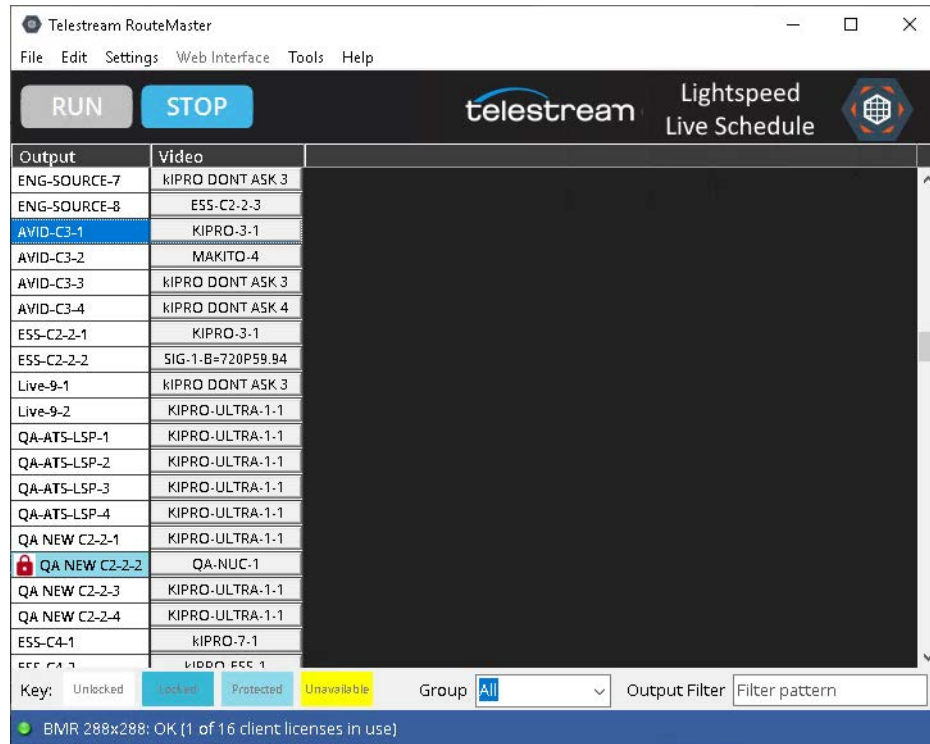 Telestream RouteMaster
File Edit Settings Web Interface Tools Help
RUN STOP telestream Lightspeed
Live Schedule
Output Video
ENG-SOURCE-7 kIPRO DONT ASK 3
ENG-SOURCE-8 ESS-C2-2-3
AVID-C3-1 KIPRO-3-1
AVID-C3-2 MAKITO-4
AVID-C3-3 kIPRO DONT ASK 3
AVID-C3-4 kIPRO DONT ASK 4
ESS-C2-2-1 KIPRO-3-1
ESS-C2-2-2 SIG-1-B=720P59.94
Live-9-1 kIPRO DONT ASK 3
Live-9-2 KIPRO-ULTRA-1-1
QA-ATS-LSP-1 KIPRO-ULTRA-1-1
QA-ATS-LSP-2 KIPRO-ULTRA-1-1
QA-ATS-LSP-3 KIPRO-ULTRA-1-1
QA-ATS-LSP-4 KIPRO-ULTRA-1-1
QA NEW C2-2-1 KIPRO-ULTRA-1-1
QA NEW C2-2-2 QA-NUC-1
QA NEW C2-2-3 KIPRO-ULTRA-1-1
QA NEW C2-2-4 KIPRO-ULTRA-1-1
ESS-C4-1 kIPRO-7-1
Key: Unlocked Locked Protected Unavailable Group All Output Filter Filter pattern
BMR 288x288: OK (1 of 16 client licenses in use)